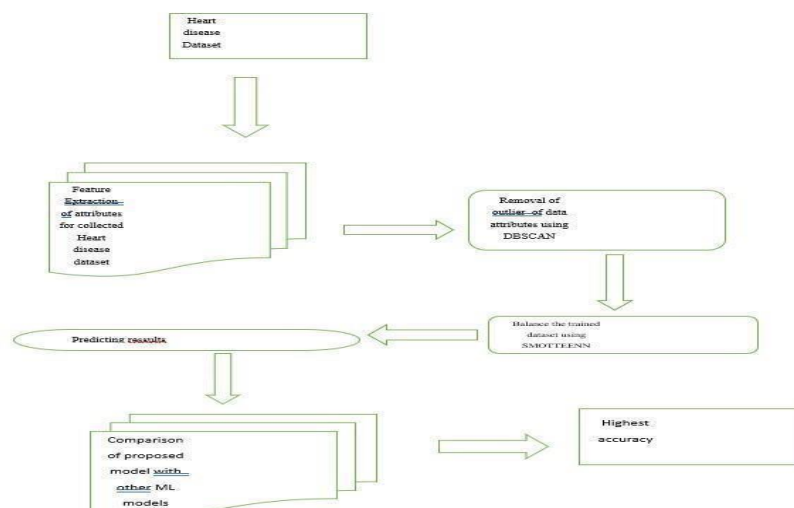 Heart
disease
Dataset
Feature
Extraction
of attributes
for collected
Heart
disease
dataset
Removal of
outlier of data
attributes using
DBSCAN
Balance the trained
dataset using
SMOTTEENN
Predicting results
Comparison
of proposed
model with
other ML
models
Highest
accuracy